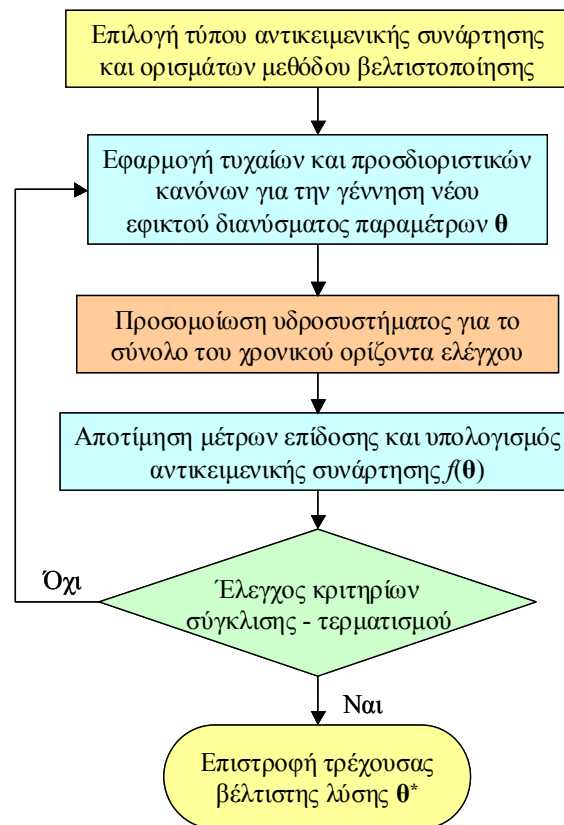 Επιλογή τύπου αντικειμενικής συνάρτησης
και ορισμάτων μεθόδου βελτιστοποίησης
Εφαρμογή τυχαίων και προσδιοριστικών
κανόνων για την γέννηση νέου
εφικτού διανύσματος παραμέτρων θ
Προσομοίωση υδροσυστήματος για το
σύνολο του χρονικού ορίζοντα ελέγχου
Αποτίμηση μέτρων επίδοσης και υπολογισμός
αντικειμενικής συνάρτησης f(θ)
Όχι
Έλεγχος κριτηρίων
σύγκλισης - τερματισμού
Ναι
Επιστροφή τρέχουσας
βέλτιστης λύσης θ*